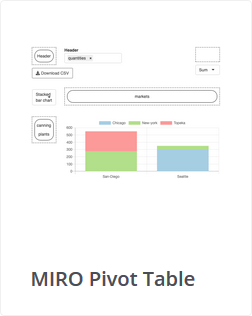 Header
Header
quantities ×
Download CSV
Sum
Stacked
bar chart
markets
canning
plants
Chicago New york Topeka
600
500
400
300
200
100
0
San-Diego Seattle
MIRO Pivot Table